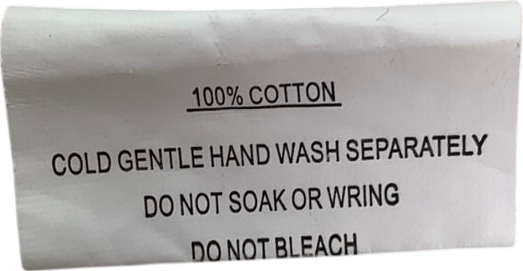 100% COTTON
COLD GENTLE HAND WASH SEPARATELY
DO NOT SOAK OR WRING
DO NOT BLEACH